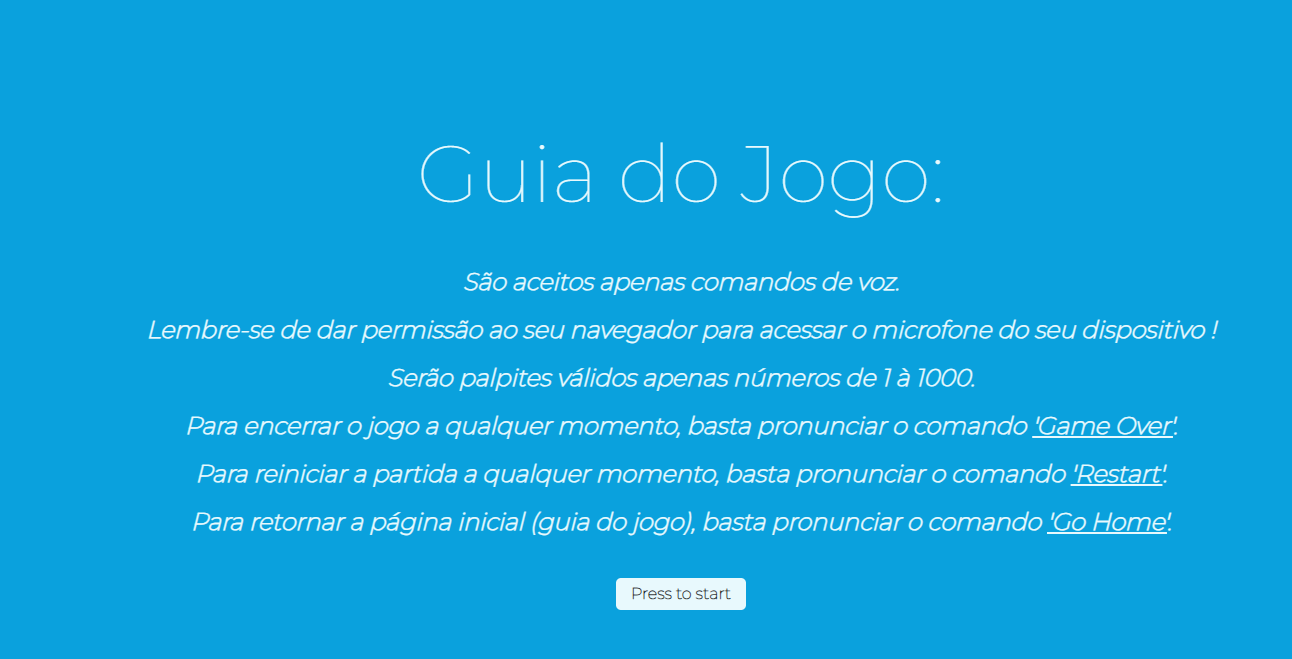 Guia do Jogo:
São aceitos apenas comandos de voz.
Lembre-se de dar permissão ao seu navegador para acessar o microfone do seu dispositivo !
Serão palpites válidos apenas números de 1 à 1000.
Para encerrar o jogo a qualquer momento, basta pronunciar o comando 'Game Over'.
Para reiniciar a partida a qualquer momento, basta pronunciar o comando 'Restart'.
Para retornar a página inicial (guia do jogo), basta pronunciar o comando 'Go Home'.
Press to start